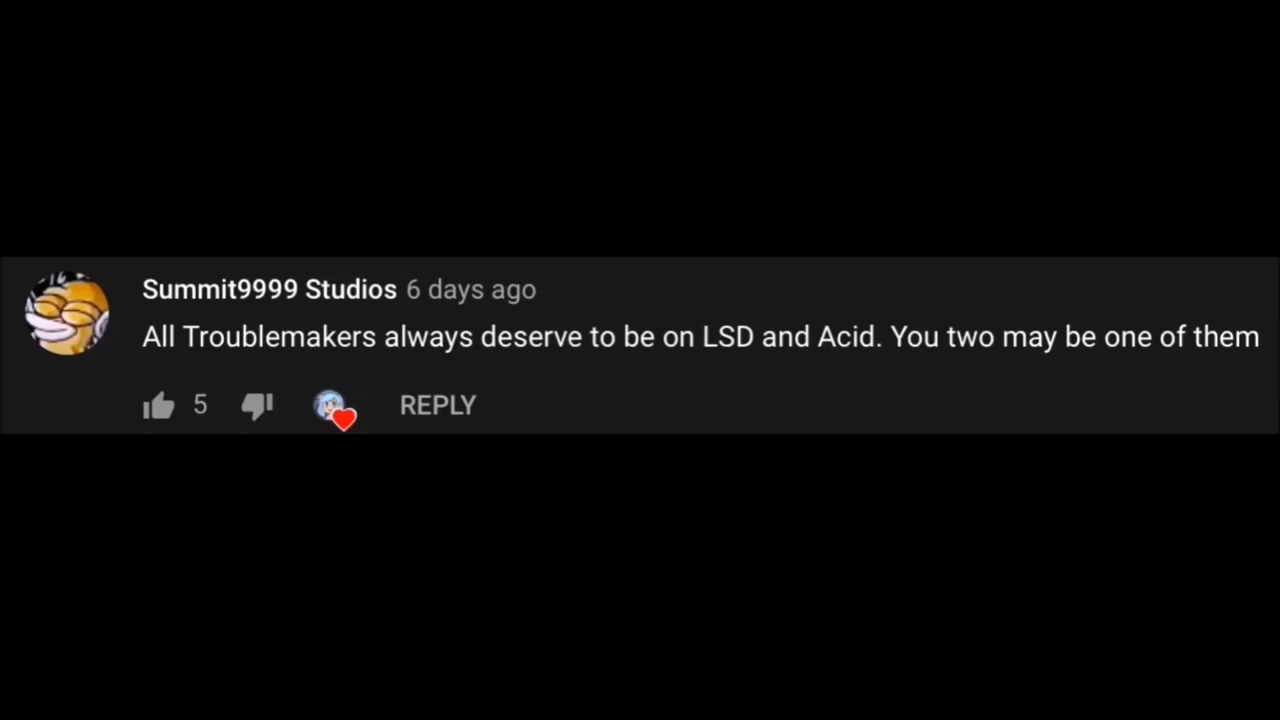 Summit9999 Studios 6 days ago
All Troublemakers always deserve to be on LSD and Acid. You two may be one of them
5 REPLY